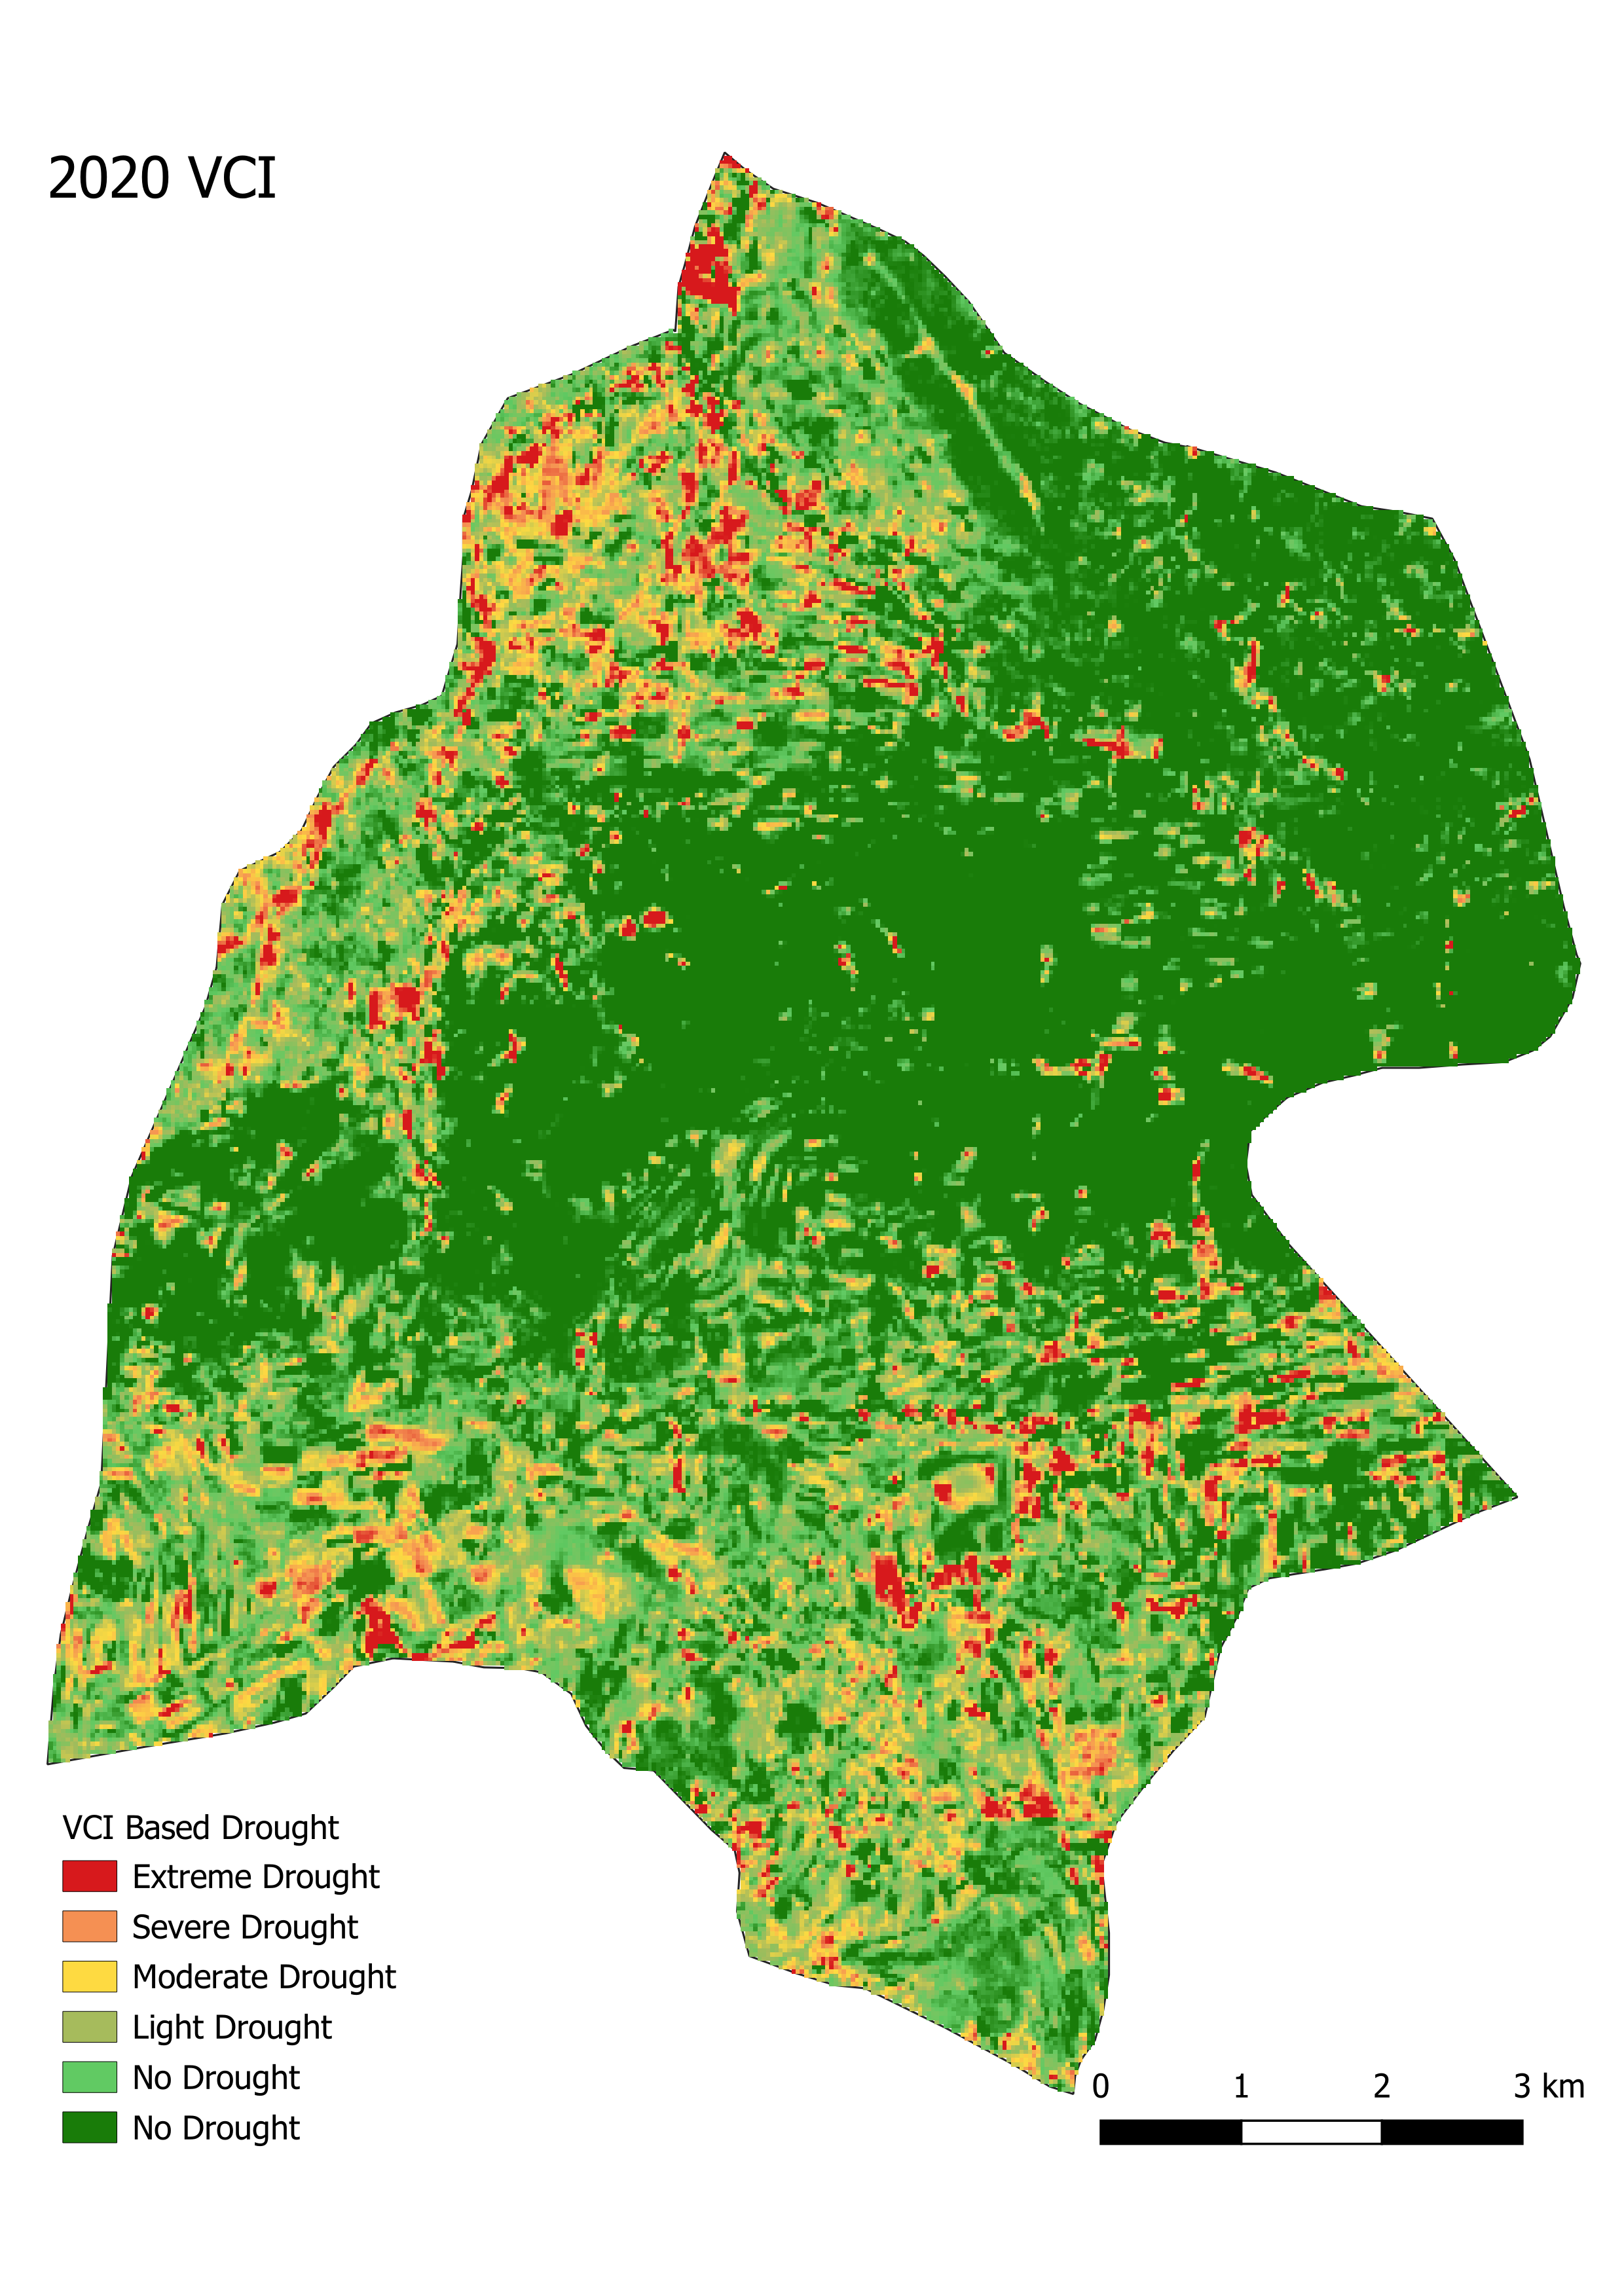 2020 VCI
VCI Based Drought
Extreme Drought
Severe Drought
Moderate Drought
Light Drought
No Drought
No Drought
0 1 2 3 km